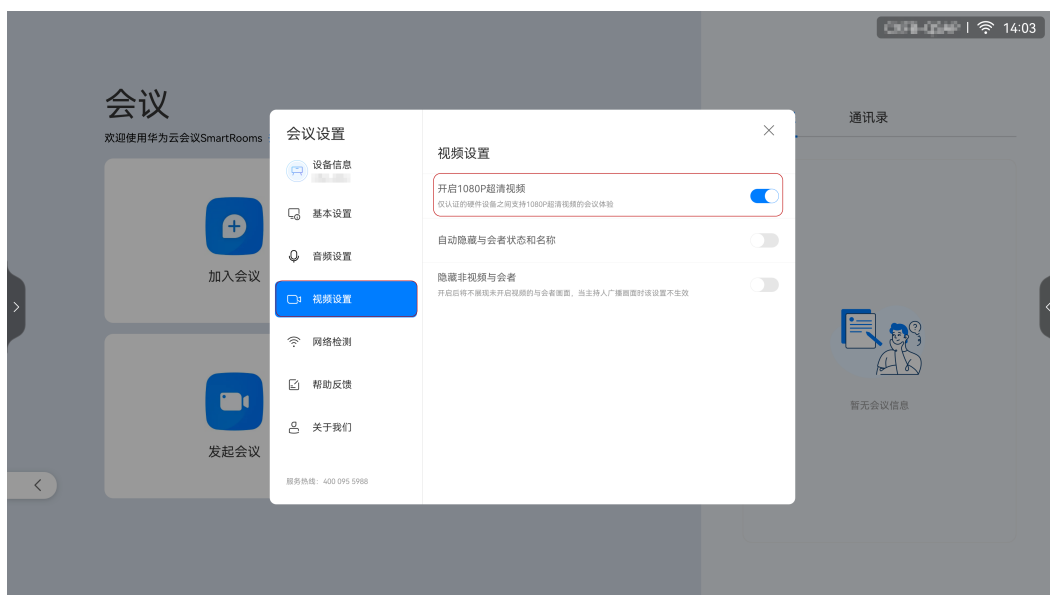 14:03
会议
欢迎使用华为云会议SmartRooms
加入会议
发起会议
会议设置
设备信息
基本设置
音频设置
视频设置
网络检测
帮助反馈
关于我们
服务热线：400 095 5988
视频设置
开启1080P超清视频
仅认证的硬件设备之间支持1080P超清视频的会议体验
自动隐藏与会者状态和名称
隐藏非视频与会者
开启后将不展现未开启视频的与会者画面，当主持人广播画面时该设置不生效
通讯录
暂无会议信息